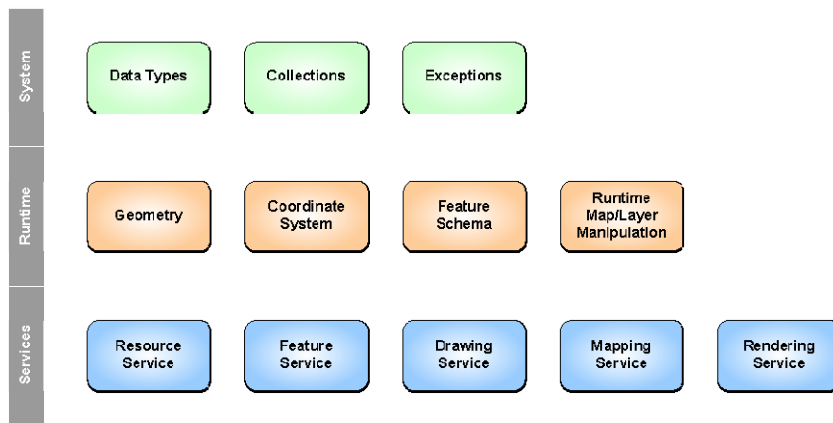 System
Data Types
Collections
Exceptions
Runtime
Geometry
Coordinate
System
Feature
Schema
Runtime
Map/Layer
Manipulation
Services
Resource
Service
Feature
Service
Drawing
Service
Mapping
Service
Rendering
Service